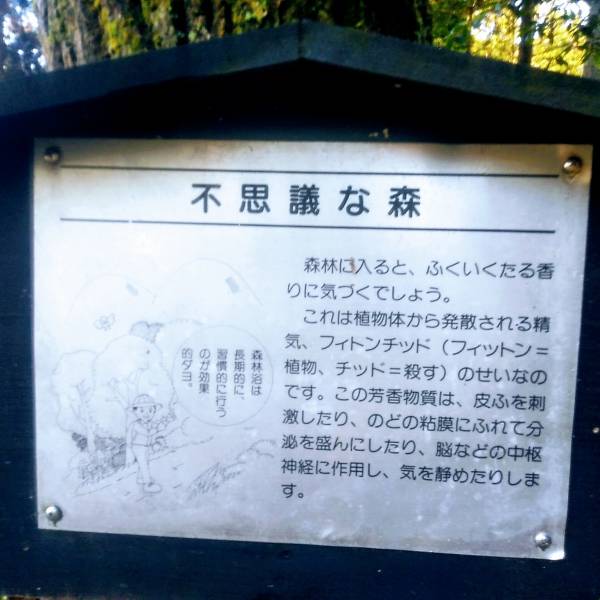 不思議な森
森林に入ると、ふくいくたる香
りに気づくでしょう。
これは植物体から発散される精
気、フィトンチッド（フィットン＝
植物、チッド＝殺す）のせいなの
です。この芳香物質は、皮ふを刺
激したり、のどの粘膜にふれて分
泌を盛んにしたり、脳などの中枢
神経に作用し、気を静めたりしま
す。
森林浴は
長期的に、
習慣的に行う
のが効果
的ダヨ。